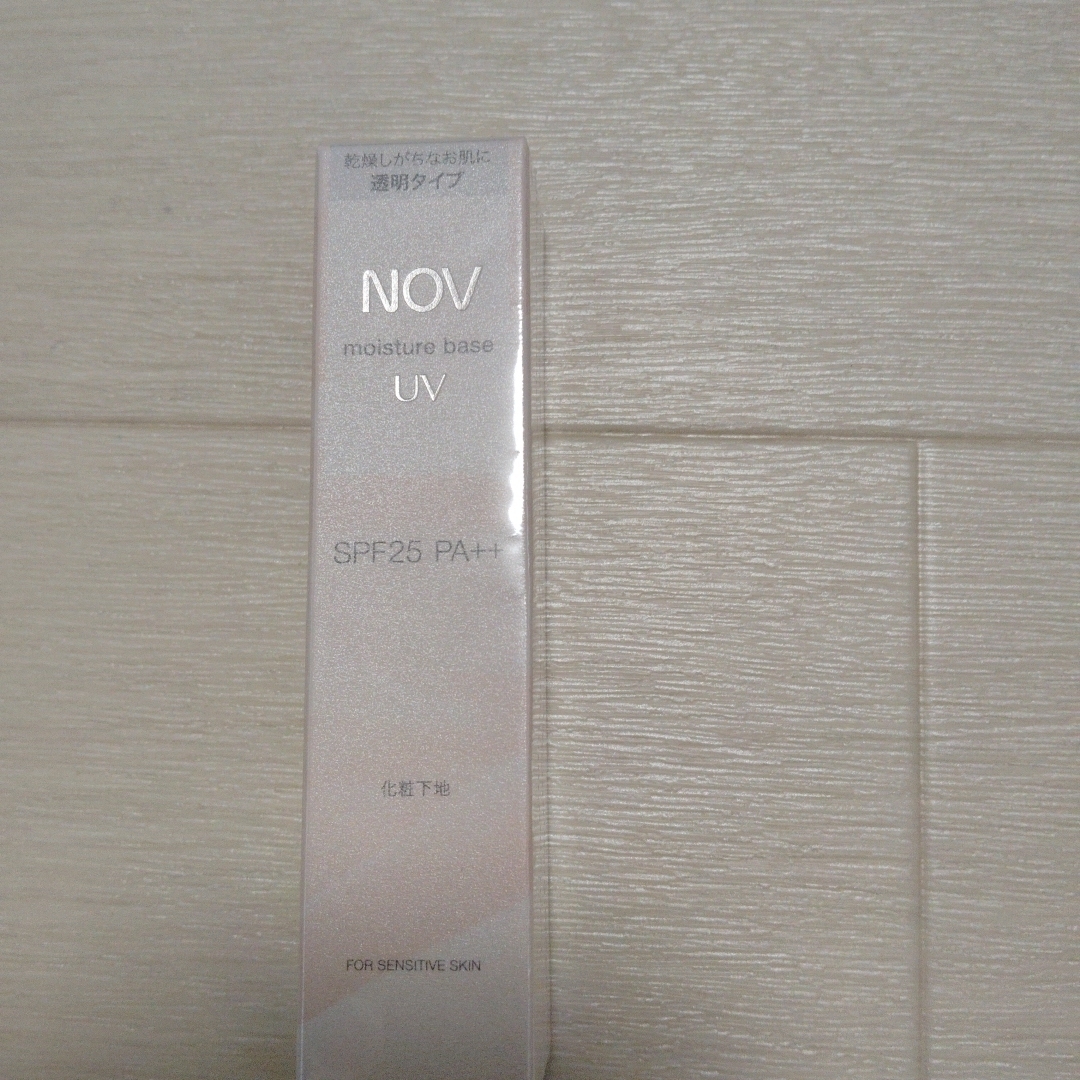 乾燥しがちなお肌に
透明タイプ
NOV
moisture base
UV
SPF25 PA++
化粧下地
FOR SENSITIVE SKIN